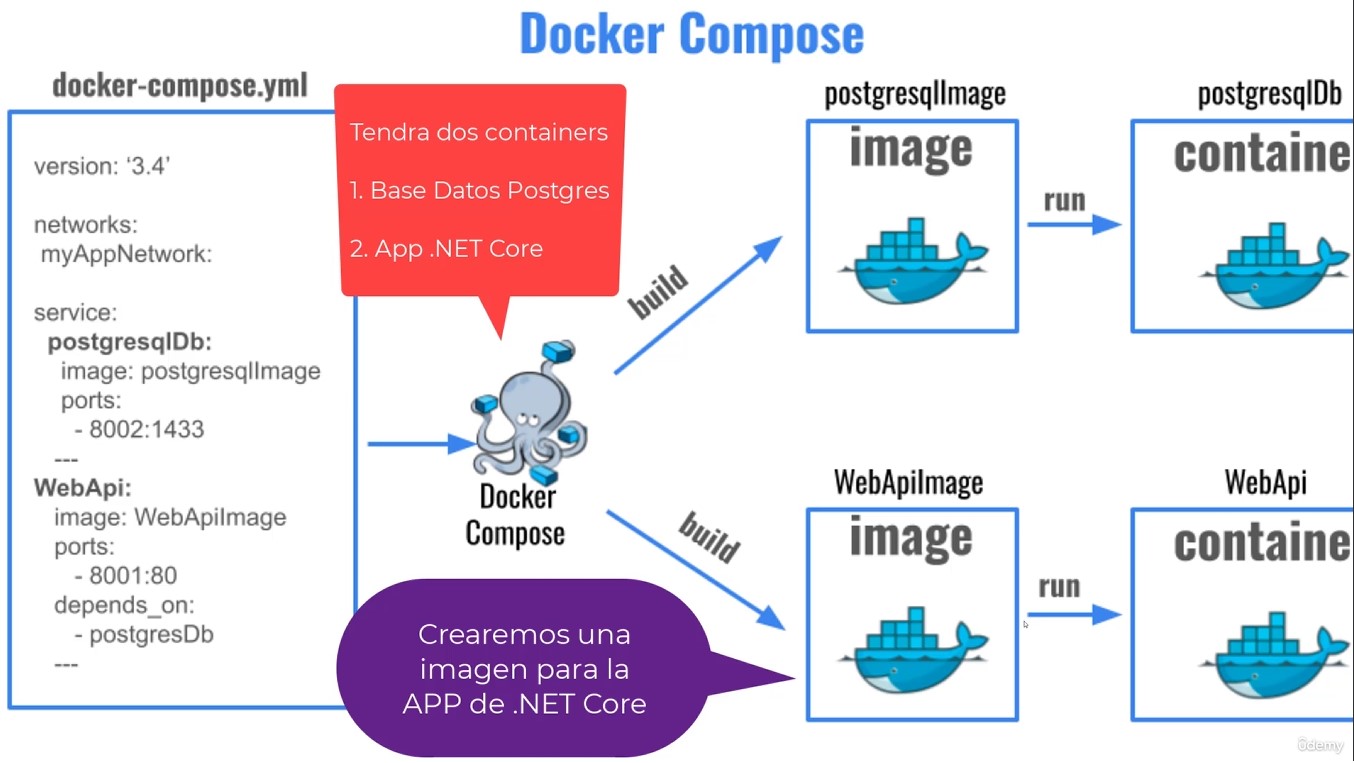 Docker Compose
docker-compose.yml
version: ‘3.4’
networks:
myAppNetwork:
service:
postgresqlDb:
image: postgresqlImage
ports:
- 8002:1433
---
WebApi:
image: WebApiImage
ports:
- 8001:80
depends_on:
- postgresDb
---
Tendra dos containers
1. Base Datos Postgres
2. App .NET Core
Docker
Compose
build
build
Crearemos una
imagen para la
APP de .NET Core
postgresqlImage
image
run
postgresqlDb
containe
WebApiImage
image
run
WebApi
containe
ûdemy